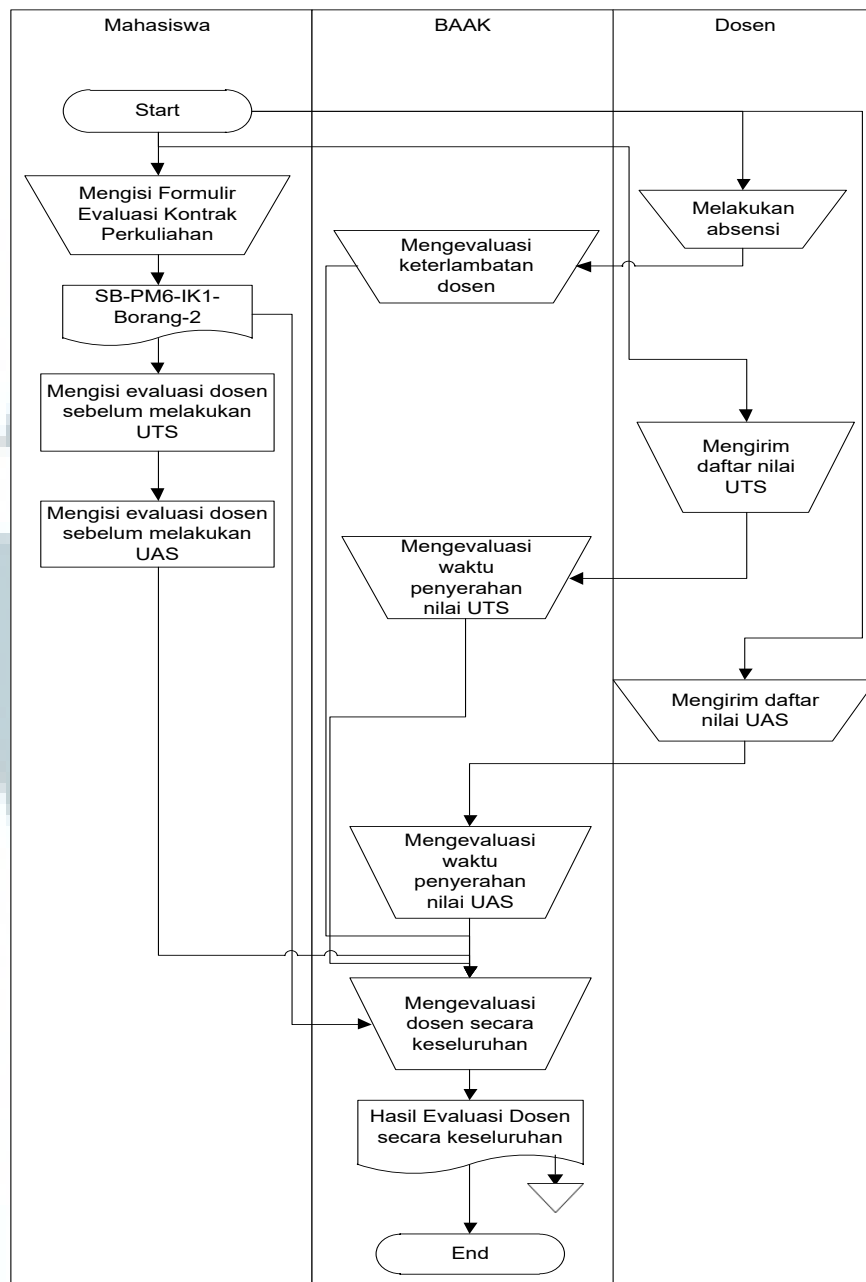 Mahasiswa
BAAK
Dosen
Start
Mengisi Formulir
Evaluasi Kontrak
Perkuliahan
Melakukan
absensi
Mengevaluasi
keterlambatan
dosen
SB-PM6-IK1-
Borang-2
Mengisi evaluasi dosen
sebelum melakukan
UTS
Mengirim
daftar nilai
UTS
Mengisi evaluasi dosen
sebelum melakukan
UAS
Mengevaluasi
waktu
penyerahan
nilai UTS
Mengirim daftar
nilai UAS
Mengevaluasi
waktu
penyerahan
nilai UAS
Mengevaluasi
dosen secara
keseluruhan
Hasil Evaluasi Dosen
secara keseluruhan
End